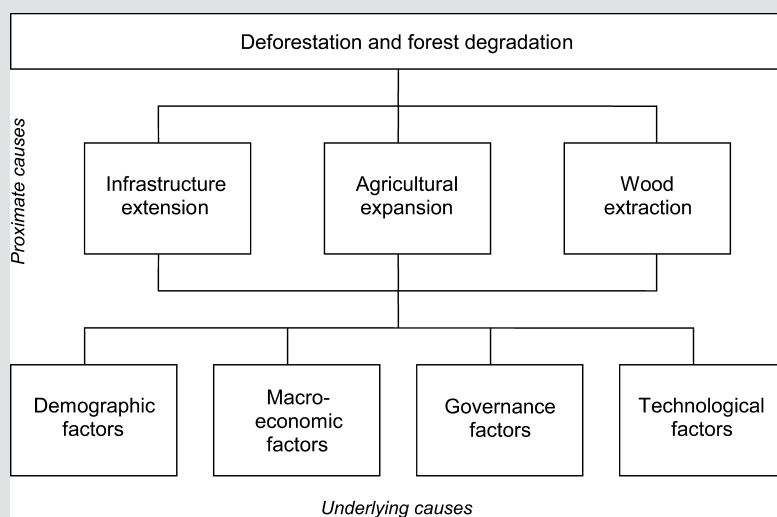 Deforestation and forest degradation
Proximate causes
Infrastructure
extension
Agricultural
expansion
Wood
extraction
Demographic
factors
Macro-
economic
factors
Governance
factors
Technological
factors
Underlying causes